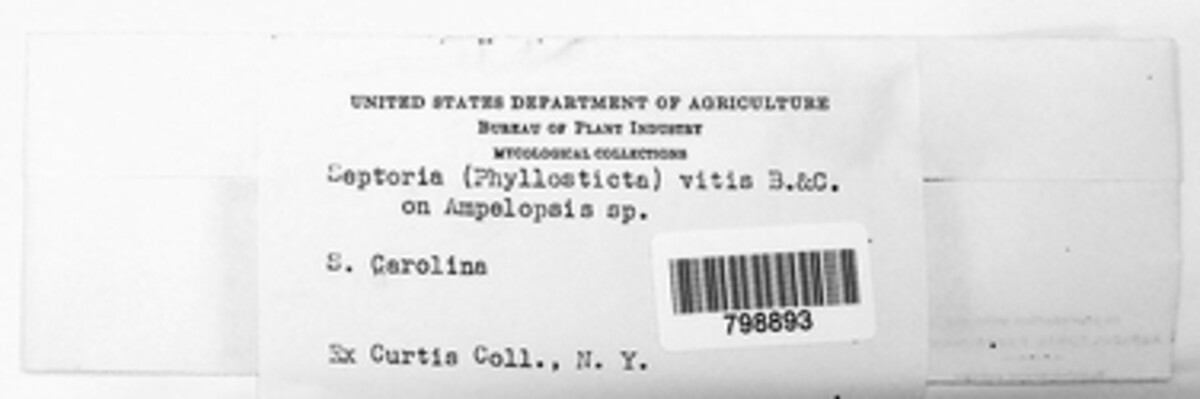 UNITED STATES DEPARTMENT OF AGRICULTURE
BUREAU OF PLANT INDUSTRY
MYCOLOGICAL COLLECTIONS
Septoria (Phyllosticta) vitis B.&C.
on Ampelopsis sp.
S. Carolina
798893
Ex Curtis Coll., N. Y.